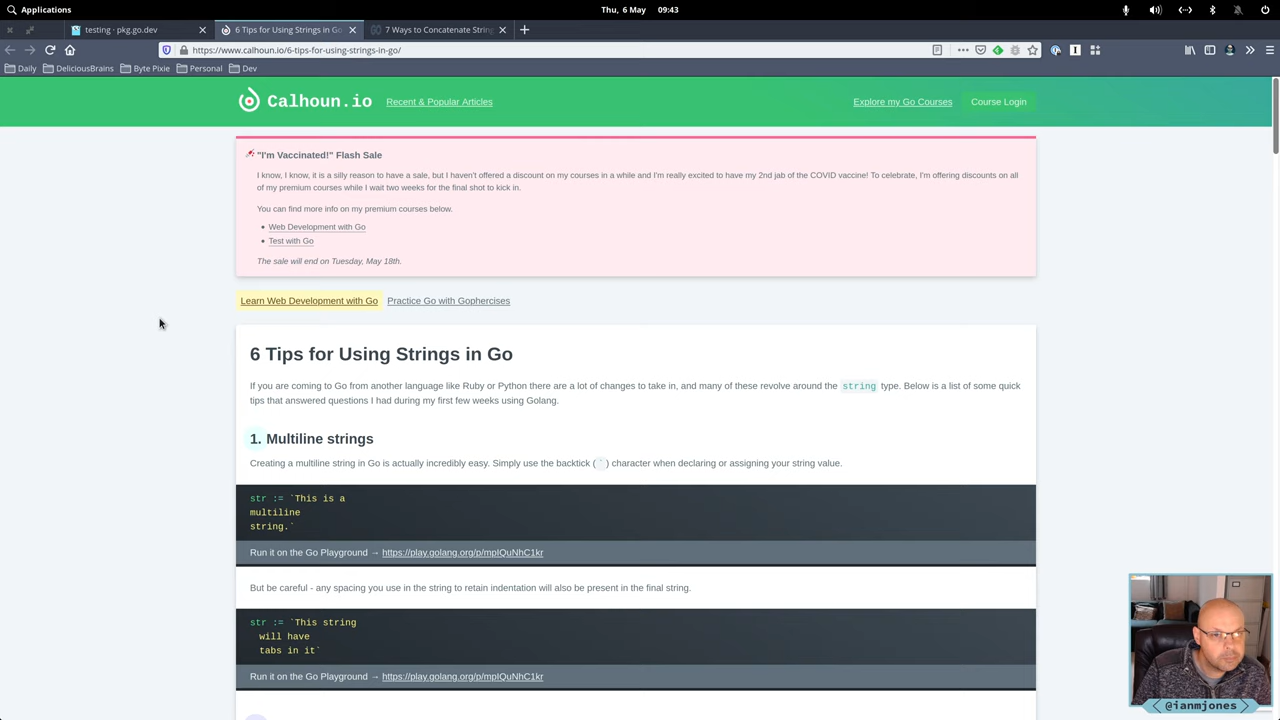 Applications
Thu, 6 May 09:43
testing · pkg.go.dev
6 Tips for Using Strings in Go
7 Ways to Concatenate String
https://www.calhoun.io/6-tips-for-using-strings-in-go/
Daily
DeliciousBrains
Byte Pixie
Personal
Dev
Calhoun.io
Recent & Popular Articles
Explore my Go Courses
Course Login
"I'm Vaccinated!" Flash Sale
I know, I know, it is a silly reason to have a sale, but I haven't offered a discount on my courses in a while and I'm really excited to have my 2nd jab of the COVID vaccine! To celebrate, I'm offering discounts on all
of my premium courses while I wait two weeks for the final shot to kick in.
You can find more info on my premium courses below.
• Web Development with Go
• Test with Go
The sale will end on Tuesday, May 18th.
Learn Web Development with Go
Practice Go with Gophercises
6 Tips for Using Strings in Go
If you are coming to Go from another language like Ruby or Python there are a lot of changes to take in, and many of these revolve around the string type. Below is a list of some quick
tips that answered questions I had during my first few weeks using Golang.
1. Multiline strings
Creating a multiline string in Go is actually incredibly easy. Simply use the backtick (`) character when declaring or assigning your string value.
str := `This is a
multiline
string.`
Run it on the Go Playground → https://play.golang.org/p/mpIQuNhC1kr
But be careful - any spacing you use in the string to retain indentation will also be present in the final string.
str := `This string
will have
tabs in it`
Run it on the Go Playground → https://play.golang.org/p/mpIQuNhC1kr
@ianmjones